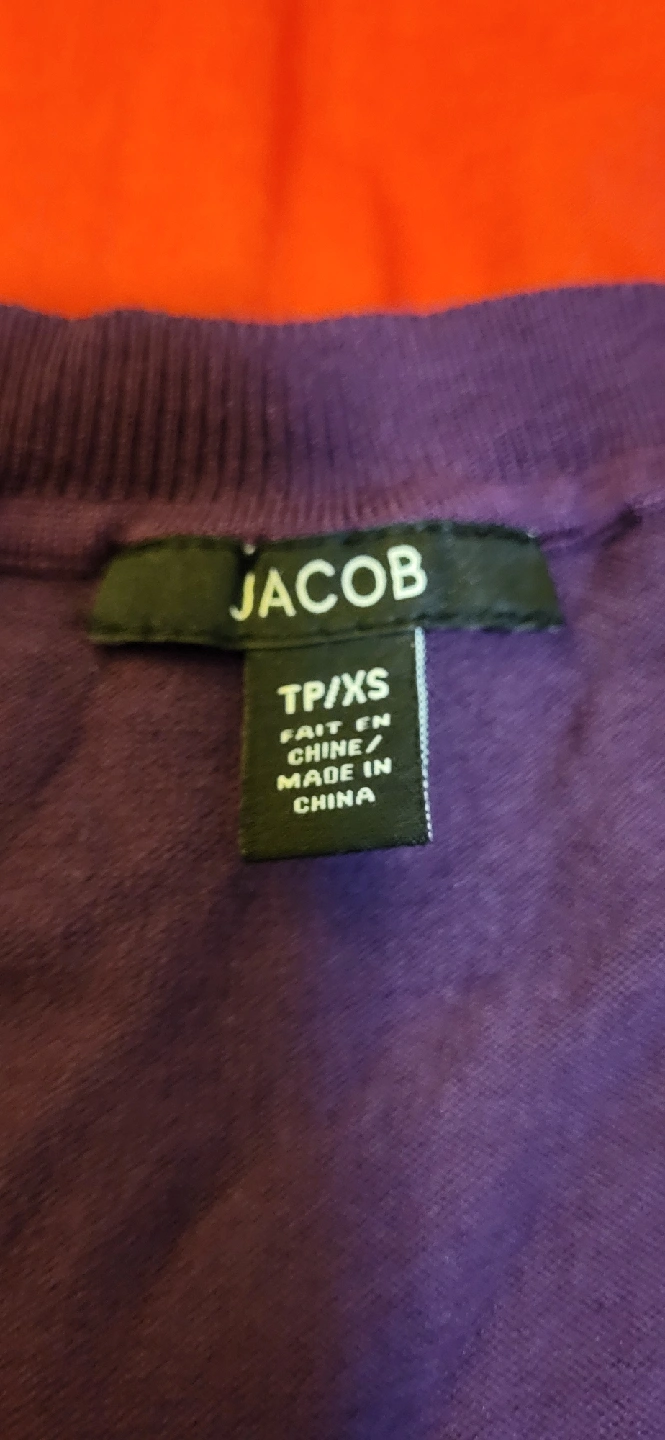 JACOB
TP/XS
FAIT EN
CHINE/
MADE IN
CHINA